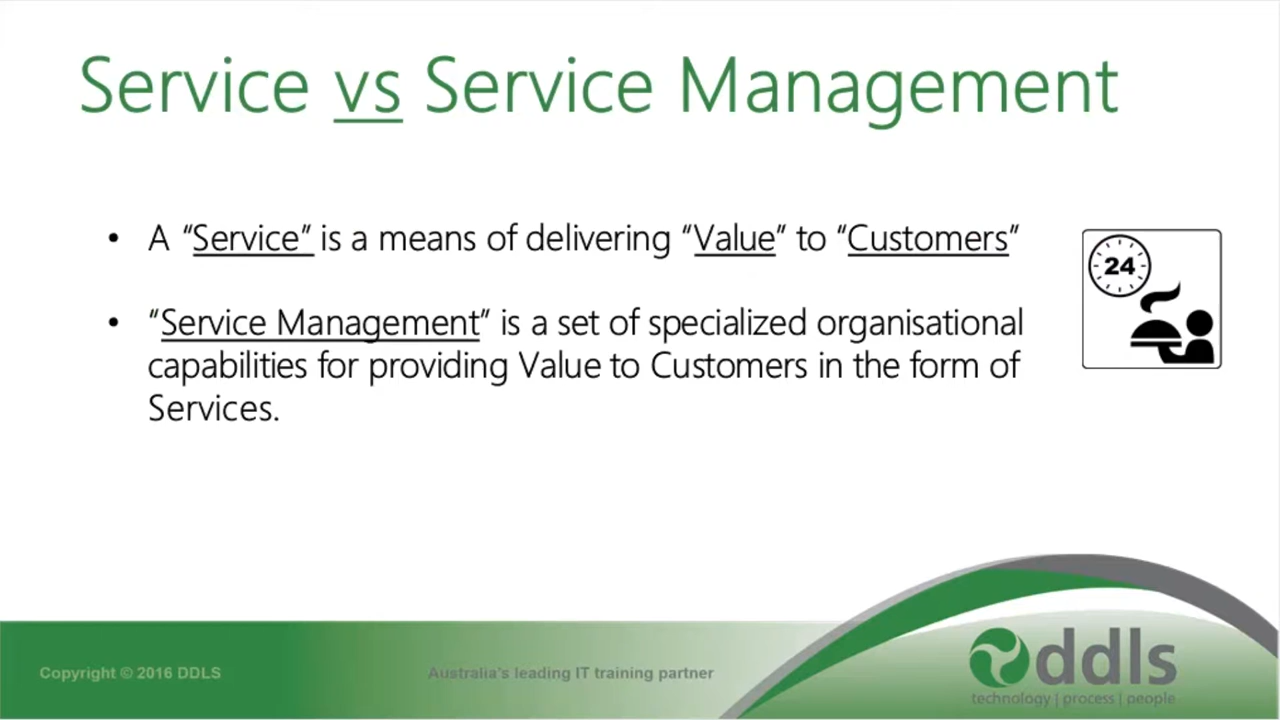 Service vs Service Management
• A “Service” is a means of delivering “Value” to “Customers”
• “Service Management” is a set of specialized organisational
capabilities for providing Value to Customers in the form of
Services.
24
Copyright © 2016 DDLS
Australia's leading IT training partner
ddls
technology | process | people